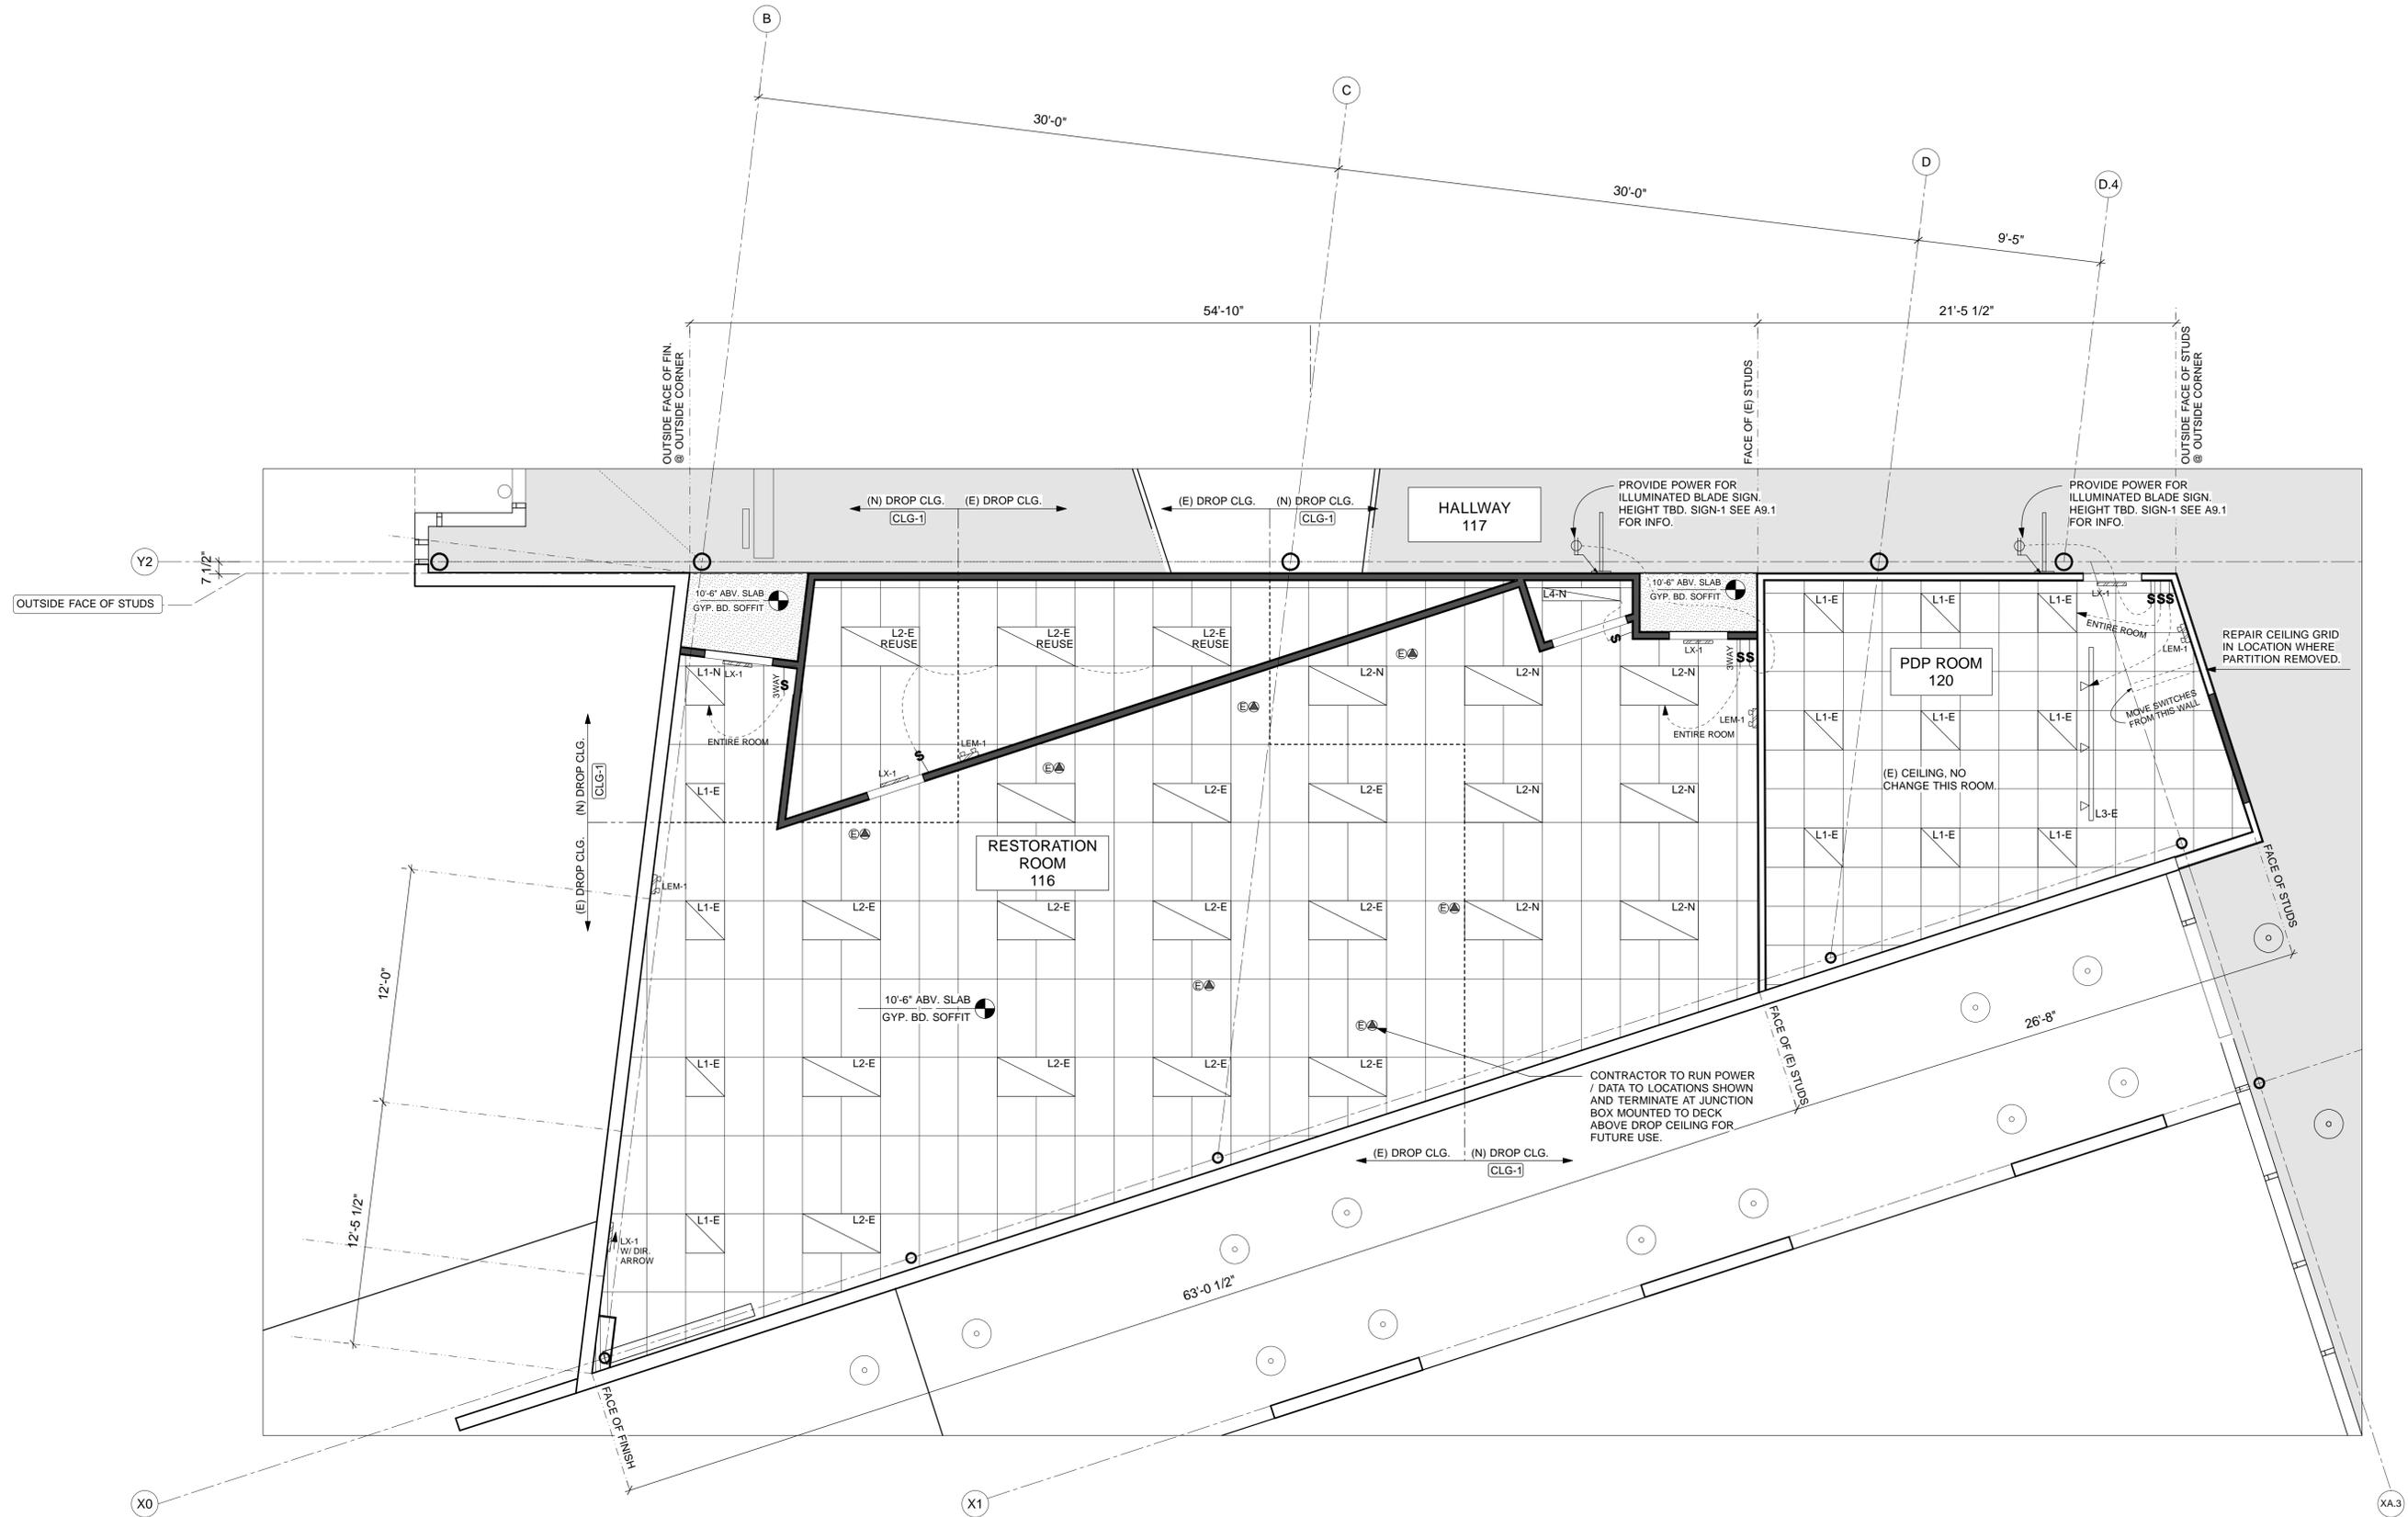 B
C
D
D.4
30'-0"
30'-0"
9'-5"
54'-10"
21'-5 1/2"
OUTSIDE FACE OF FIN.
@ OUTSIDE CORNER
FACE OF (E) STUDS
OUTSIDE FACE OF STUDS
@ OUTSIDE CORNER
(N) DROP CLG.
(E) DROP CLG.
CLG-1
(E) DROP CLG.
(N) DROP CLG.
CLG-1
HALLWAY
117
PROVIDE POWER FOR
ILLUMINATED BLADE SIGN.
HEIGHT TBD. SIGN-1 SEE A9.1
FOR INFO.
PROVIDE POWER FOR
ILLUMINATED BLADE SIGN.
HEIGHT TBD. SIGN-1 SEE A9.1
FOR INFO.
Y2
7 1/2"
OUTSIDE FACE OF STUDS
10'-6" ABV. SLAB
GYP. BD. SOFFIT
10'-6" ABV. SLAB
GYP. BD. SOFFIT
L4-N
S
L2-E
REUSE
L2-E
REUSE
L2-E
REUSE
L1-N
LX-1
3WAY
S
ENTIRE ROOM
L2-N
L2-N
L2-N
LX-1
3WAY
SS
LEM-1
ENTIRE ROOM
L1-E
L1-E
L1-E
LX-1
SSS
ENTIRE ROOM
LEM-1
REPAIR CEILING GRID
IN LOCATION WHERE
PARTITION REMOVED.
PDP ROOM
120
MOVE SWITCHES
FROM THIS WALL
L1-E
L1-E
L1-E
(E) CEILING, NO
CHANGE THIS ROOM.
L3-E
L1-E
L1-E
L1-E
(N) DROP CLG.
CLG-1
(E) DROP CLG.
E
E
E
E
E
E
E
S
LEM-1
LX-1
L1-E
L2-N
L2-E
L2-E
L2-N
L2-N
RESTORATION
ROOM
116
LEM-1
L1-E
L2-E
L2-E
L2-E
L2-E
L2-N
L2-N
10'-6" ABV. SLAB
GYP. BD. SOFFIT
L1-E
L2-E
L2-E
L2-E
L2-E
CONTRACTOR TO RUN POWER
/ DATA TO LOCATIONS SHOWN
AND TERMINATE AT JUNCTION
BOX MOUNTED TO DECK
ABOVE DROP CEILING FOR
FUTURE USE.
(E) DROP CLG.
(N) DROP CLG.
CLG-1
L1-E
L2-E
LX-1
W/ DIR.
ARROW
12'-0"
12'-5 1/2"
FACE OF STUDS
FACE OF (E) STUDS
26'-8"
63'-0 1/2"
FACE OF FINISH
X0
X1
XA.3